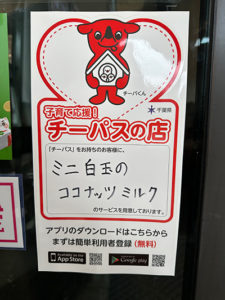 チーバくん
千葉県
子育て応援!
チーパスの店
「チーパス」をお持ちのお客様に、
ミニ白玉の
ココナッツミルク
のサービスを用意しております。
アプリのダウンロードはこちらから
まずは簡単利用者登録(無料)
App Store
Google play